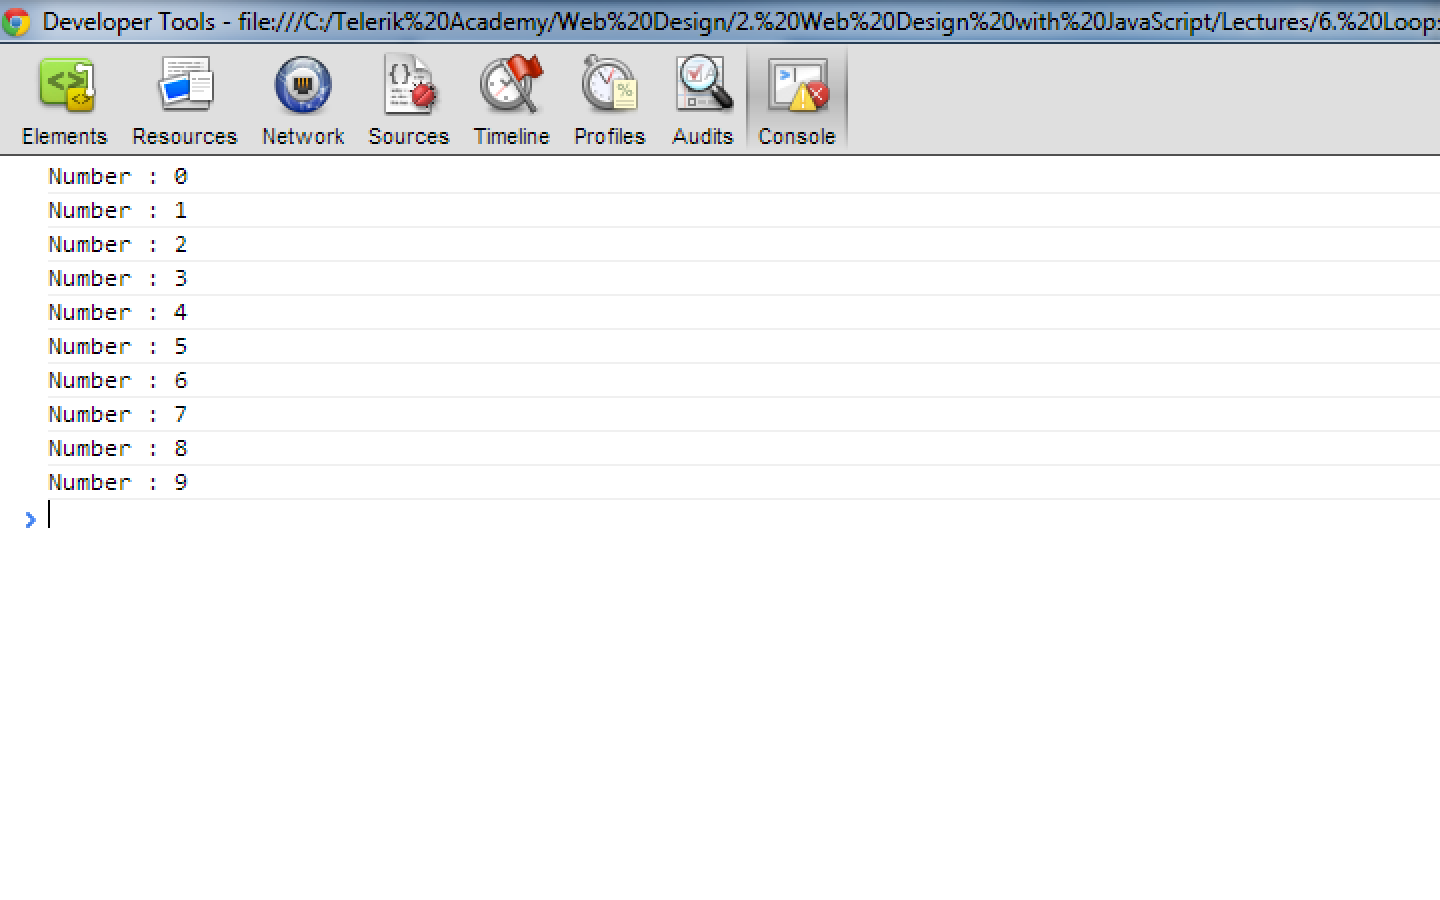 Developer Tools - file:///C:/Telerik%20Academy/Web%20Design/2.%20Web%20Design%20with%20JavaScript/Lectures/6.%20Loop
Elements Resources Network Sources Timeline Profiles Audits Console
Number : 0
Number : 1
Number : 2
Number : 3
Number : 4
Number : 5
Number : 6
Number : 7
Number : 8
Number : 9